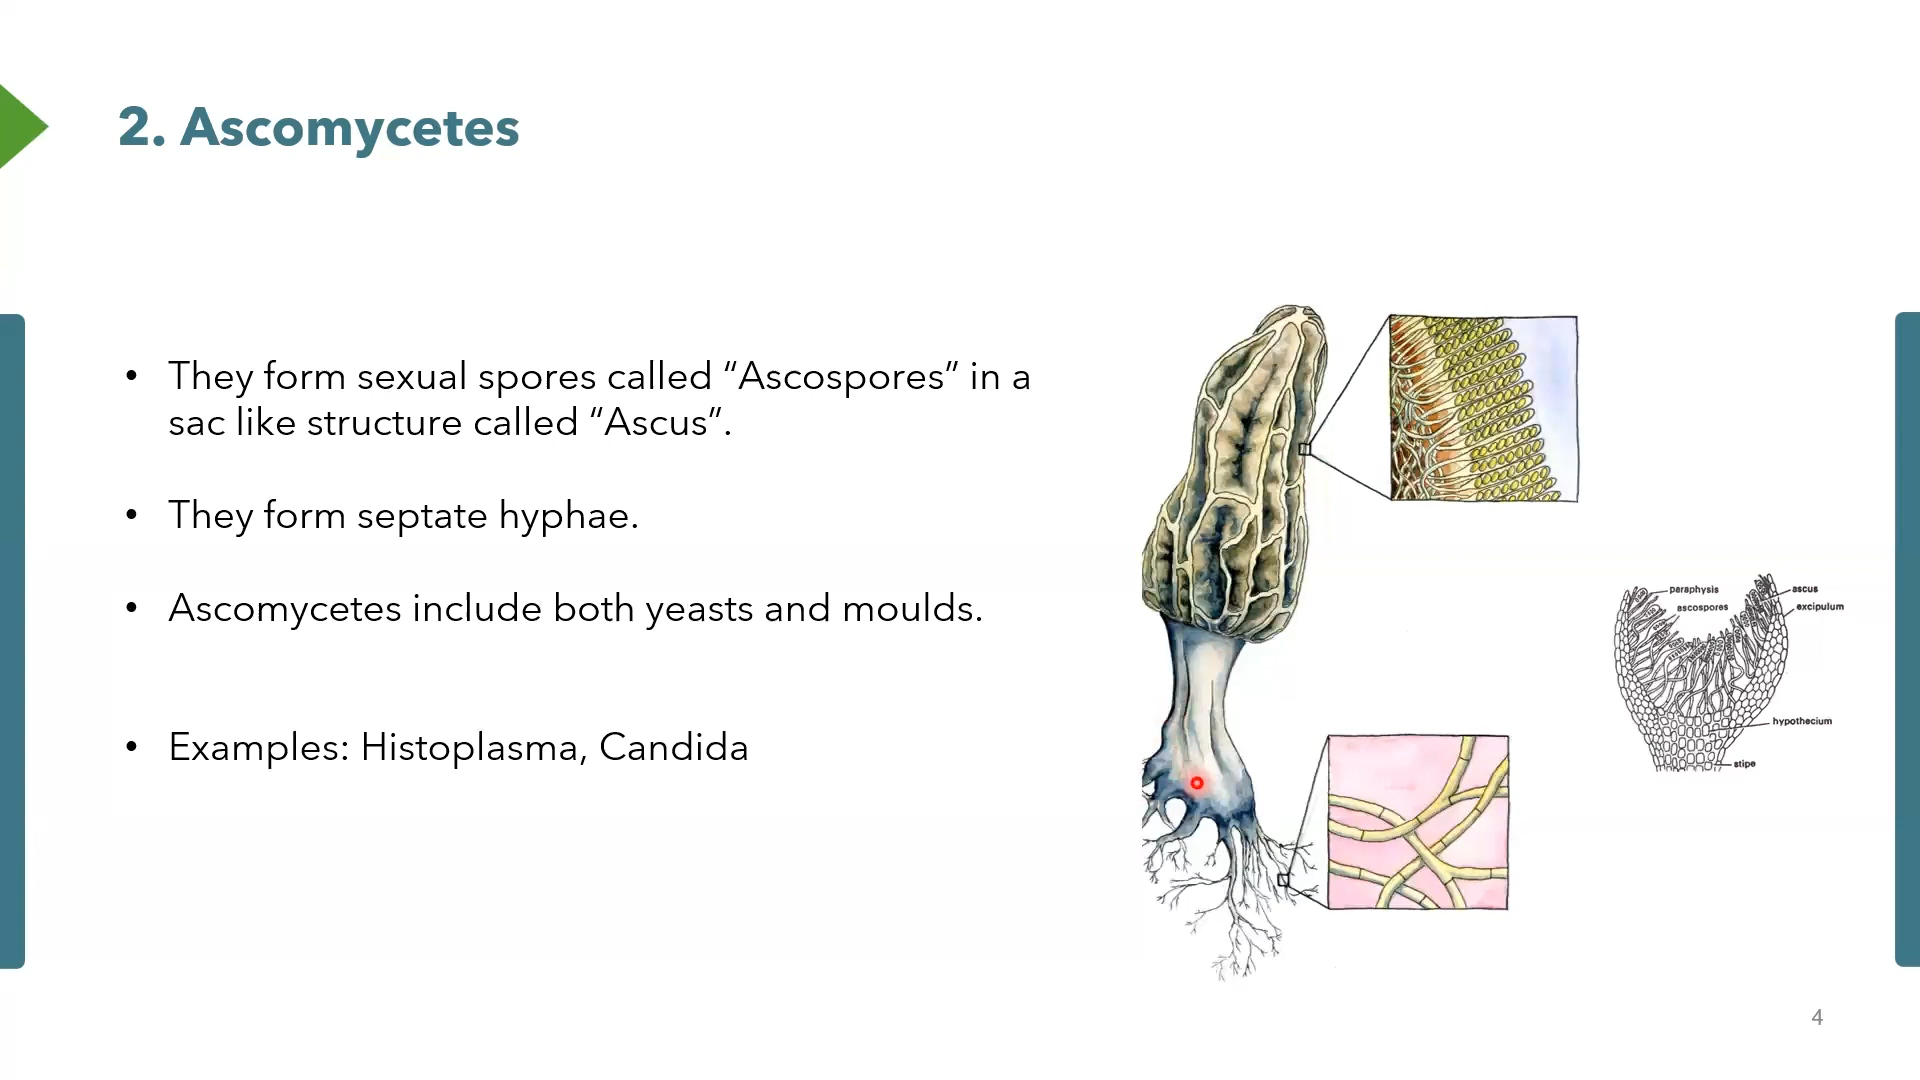 2. Ascomycetes
• They form sexual spores called “Ascospores” in a
sac like structure called “Ascus”.
• They form septate hyphae.
• Ascomycetes include both yeasts and moulds.
• Examples: Histoplasma, Candida
paraphysis
ascospores
ascus
excipulum
hypothecium
stipe
4